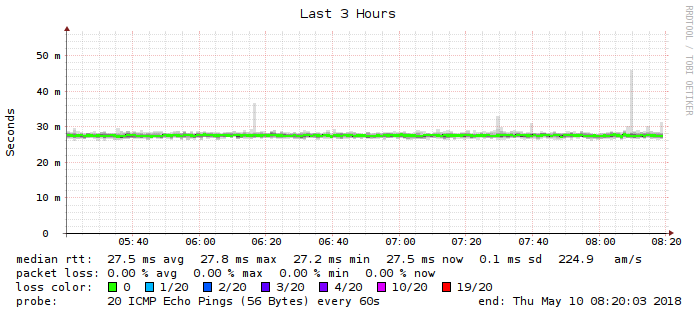 Last 3 Hours
RRDTOOL / TOBI OETIKER
Seconds
50 m
40 m
30 m
20 m
10 m
0
05:40 06:00 06:20 06:40 07:00 07:20 07:40 08:00 08:20
median rtt: 27.5 ms avg 27.8 ms max 27.2 ms min 27.5 ms now 0.1 ms sd 224.9 am/s
packet loss: 0.00 % avg 0.00 % max 0.00 % min 0.00 % now
loss color: 0 1/20 2/20 3/20 4/20 10/20 19/20
probe: 20 ICMP Echo Pings (56 Bytes) every 60s end: Thu May 10 08:20:03 2018